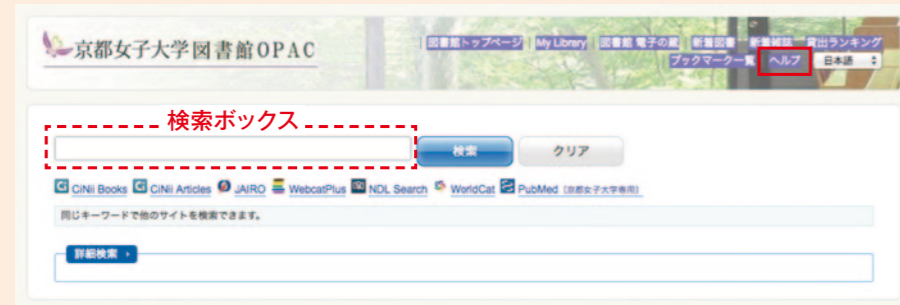 京都女子大学図書館OPAC
図書館トップページ | My Library | 図書館 電子の蔵 | 新着図書 新着雑誌 貸出ランキング
ブックマーク一覧 ヘルプ 日本語
検索ボックス
検索 クリア
CiNii Books CiNii Articles JAIRO WebcatPlus NDL Search WorldCat PubMed (京都女子大学専用)
同じキーワードで他のサイトを検索できます。
詳細検索